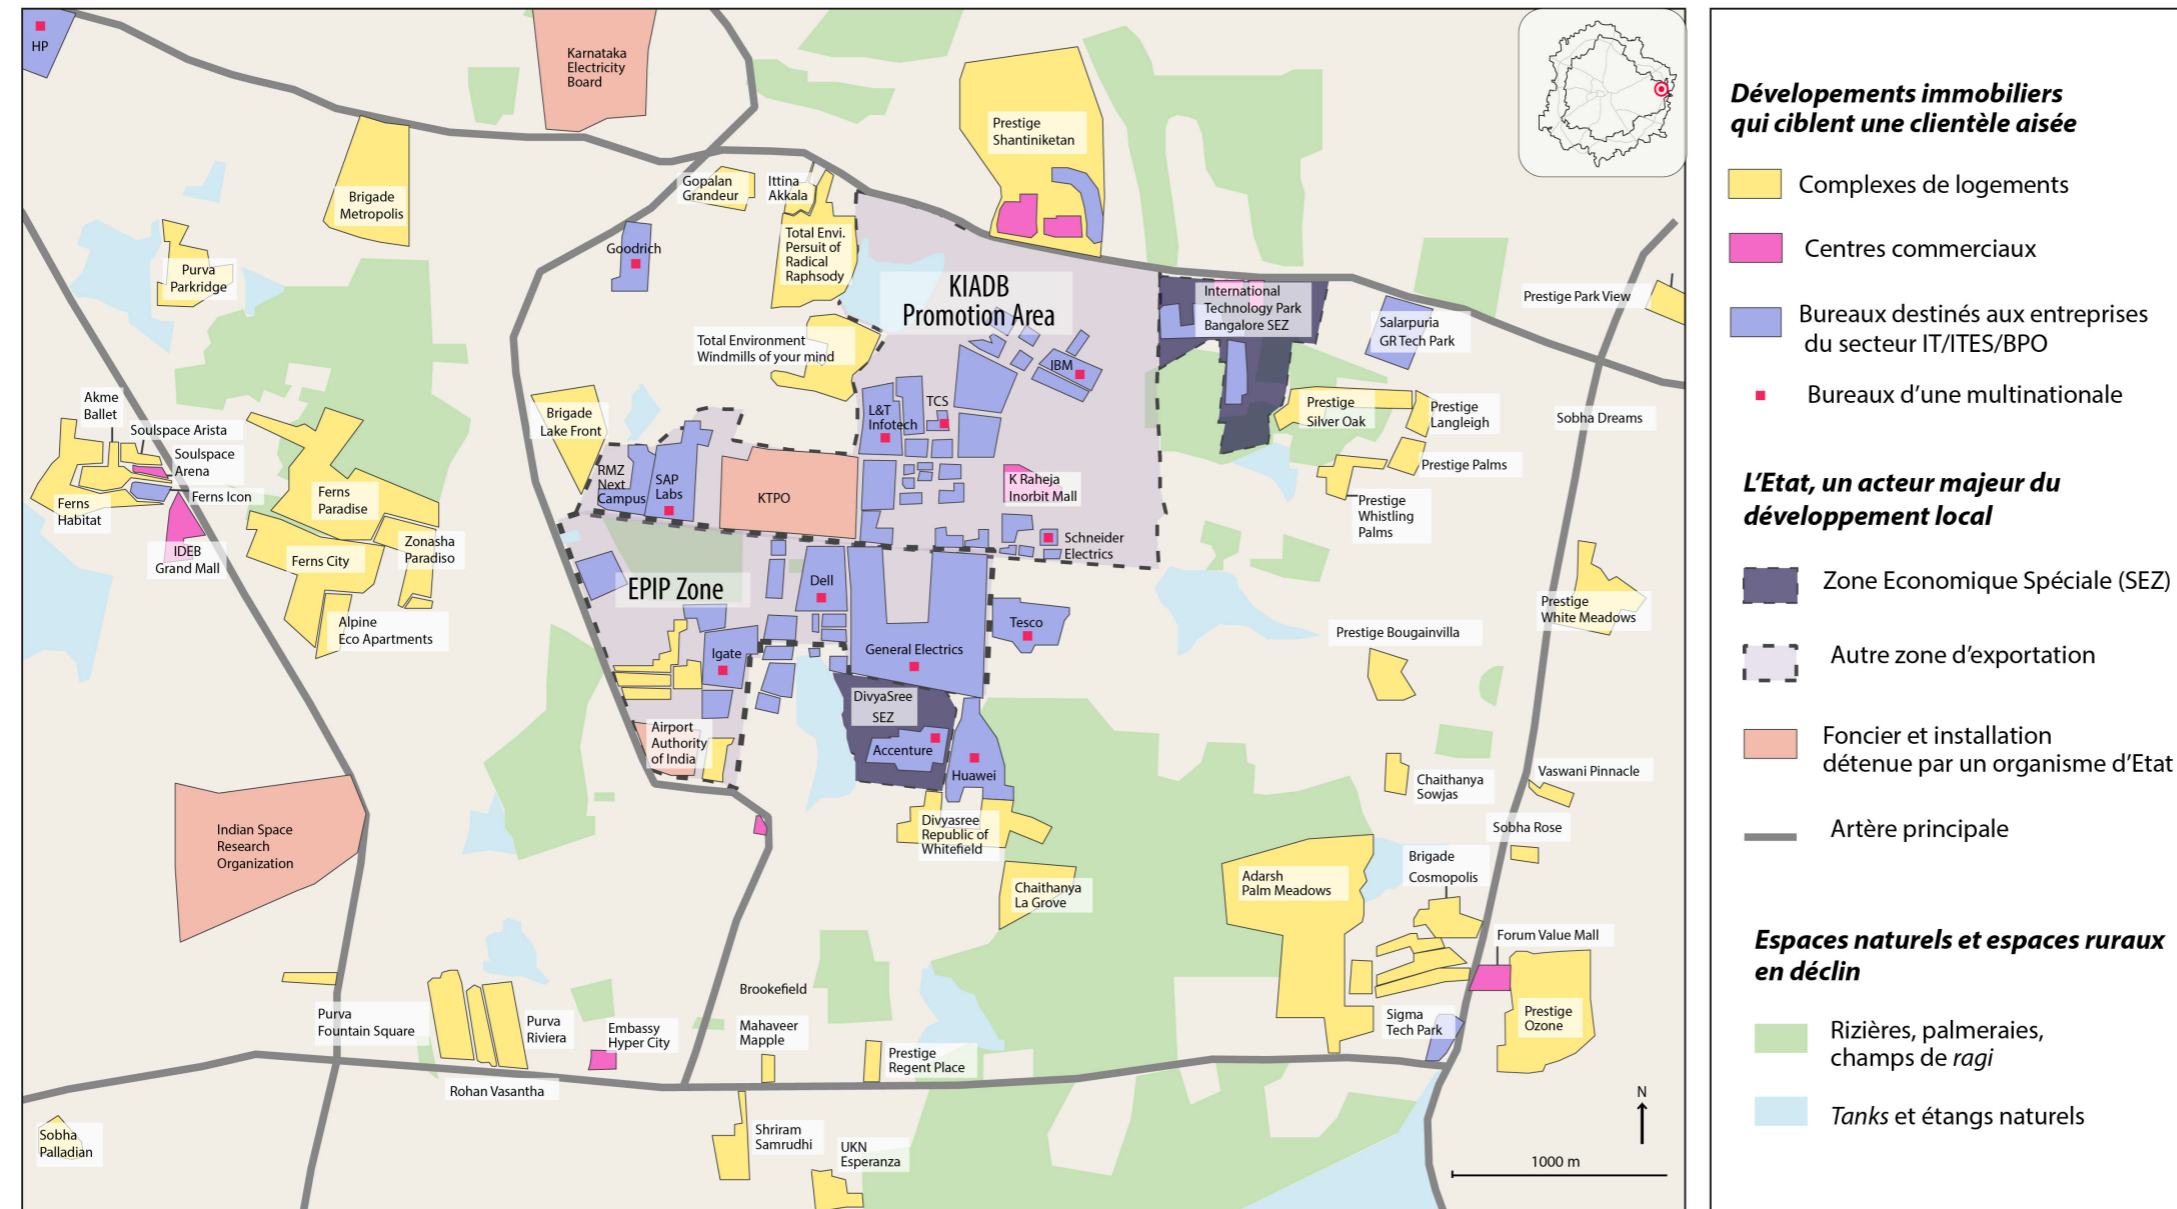 HP
Karnataka
Electricity
Board
Prestige
Shantiniketan
Brigade
Metropolis
Gopalan
Grandeur
Ittina
Akkala
Purva
Parkridge
Goodrich
Total Envi.
Persuit of
Radical
Raphsody
KIADB
Promotion Area
International
Technology Park
Bangalore SEZ
Salarpuria
GR Tech Park
Prestige Park View
Total Environment
Windmills of your mind
IBM
Akme
Ballet
Soulspace Arista
Soulspace
Arena
Ferns Icon
Ferns
Habitat
IDEB
Grand Mall
Ferns
Paradise
Ferns City
Zonasha
Paradiso
Alpine
Eco Apartments
Brigade
Lake Front
RMZ
Next
Campus
SAP
Labs
KTPO
L&T
Infotech
TCS
K Raheja
Inorbit Mall
Schneider
Electrics
Prestige
Silver Oak
Prestige
Langleigh
Prestige Palms
Prestige
Whistling
Palms
Sobha Dreams
EPIP Zone
Dell
General Electrics
Tesco
Igate
Airport
Authority
of India
DivyaSree
SEZ
Accenture
Huawei
Prestige
White Meadows
Prestige Bougainvilla
Chaithanya
Sowjas
Vaswani Pinnacle
Sobha Rose
Brigade
Cosmopolis
Divyasree
Republic of
Whitefield
Chaithanya
La Grove
Adarsh
Palm Meadows
Forum Value Mall
Indian Space
Research
Organization
Purva
Fountain Square
Purva
Riviera
Embassy
Hyper City
Brookefield
Mahaveer
Mapple
Prestige
Regent Place
Sigma
Tech Park
Prestige
Ozone
Rohan Vasantha
Sobha
Palladian
Shriram
Samrudhi
UKN
Esperanza
N
1000 m
Dévelopements immobiliers
qui ciblent une clientèle aisée
Complexes de logements
Centres commerciaux
Bureaux destinés aux entreprises
du secteur IT/ITES/BPO
Bureaux d'une multinationale
L'Etat, un acteur majeur du
développement local
Zone Economique Spéciale (SEZ)
Autre zone d'exportation
Foncier et installation
détenue par un organisme d'Etat
Artère principale
Espaces naturels et espaces ruraux
en déclin
Rizières, palmeraies,
champs de ragi
Tanks et étangs naturels